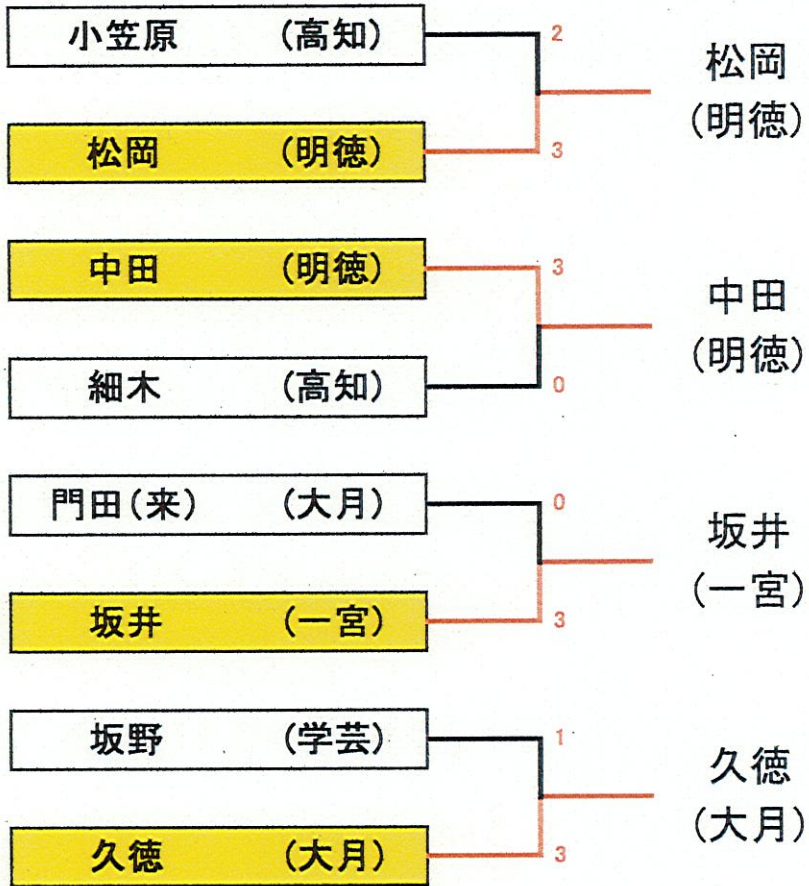 小笠原 (高知) 2
松岡
(明徳)
松岡 (明徳) 3
中田 (明徳) 3
中田
(明徳)
細木 (高知) 0
門田(来) (大月) 0
坂井
(一宮)
坂井 (一宮) 3
坂野 (学芸) 1
久徳
(大月)
久徳 (大月) 3